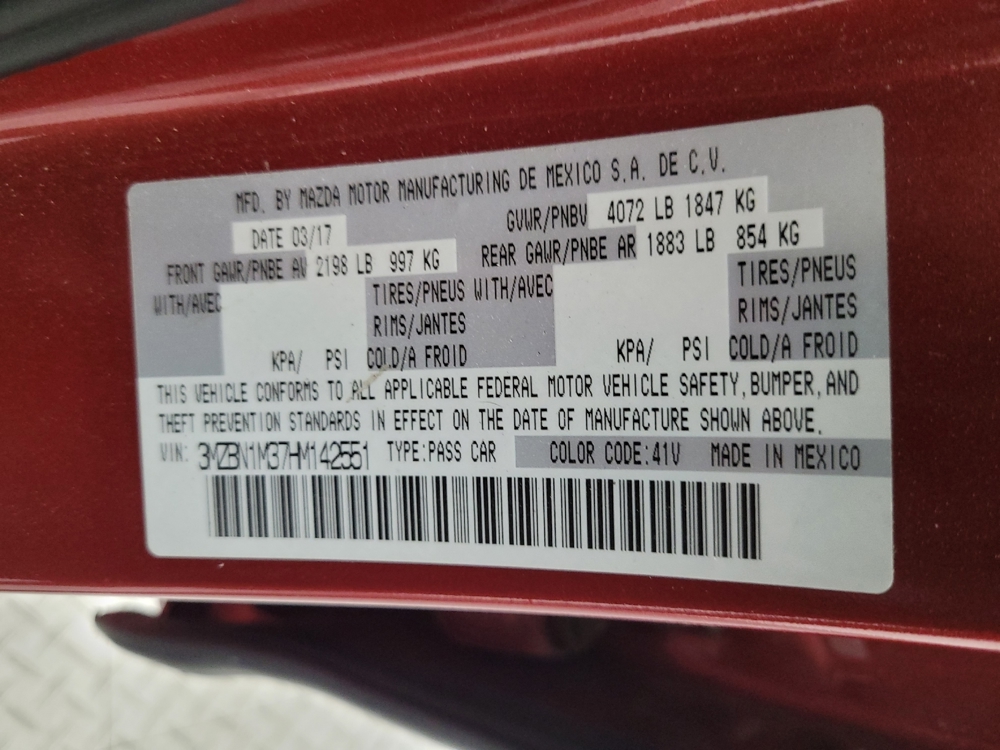 MFD. BY MAZDA MOTOR MANUFACTURING DE MEXICO S.A. DE C.V.
DATE 03/17 GVWR/PNBV 4072 LB 1847 KG
FRONT GAWR/PNBE AV 2198 LB 997 KG REAR GAWR/PNBE AR 1883 LB 854 KG
WITH/AVEC TIRES/PNEUS WITH/AVEC TIRES/PNEUS
RIMS/JANTES RIMS/JANTES
KPA/ PSI COLD/A FROID KPA/ PSI COLD/A FROID
THIS VEHICLE CONFORMS TO ALL APPLICABLE FEDERAL MOTOR VEHICLE SAFETY, BUMPER, AND
THEFT PREVENTION STANDARDS IN EFFECT ON THE DATE OF MANUFACTURE SHOWN ABOVE.
VIN: 3MZBN1M37HM142551 TYPE:PASS CAR COLOR CODE:41V MADE IN MEXICO